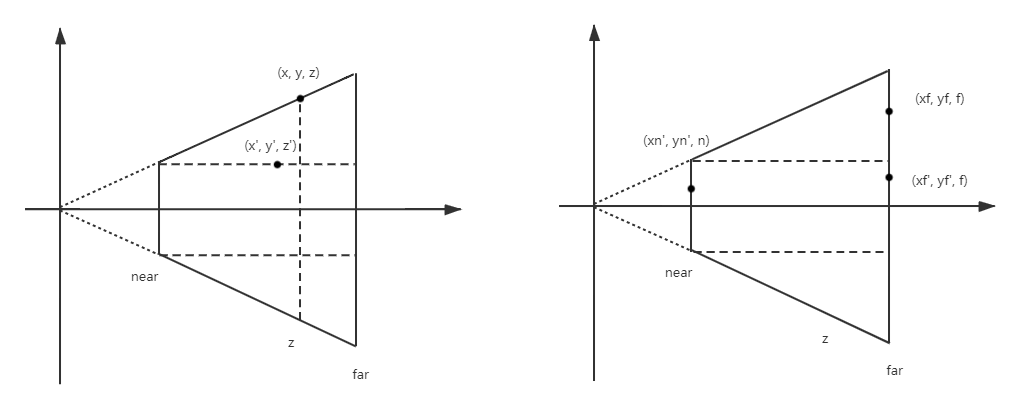 (x, y, z)
(x', y', z')
near
z
far
(xf, yf, f)
(xn', yn', n)
(xf', yf', f)
near
z
far